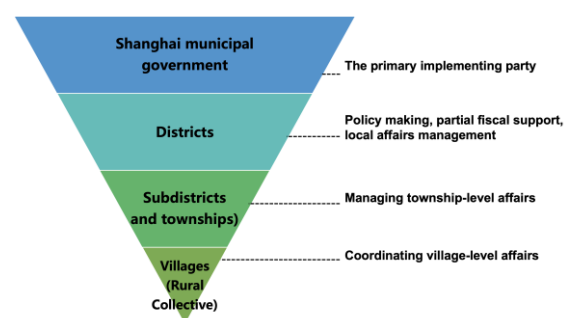 Shanghai municipal
government
The primary implementing party
Districts
Policy making, partial fiscal support,
local affairs management
Subdistricts
and townships)
Managing township-level affairs
Villages
(Rural
Collective)
Coordinating village-level affairs